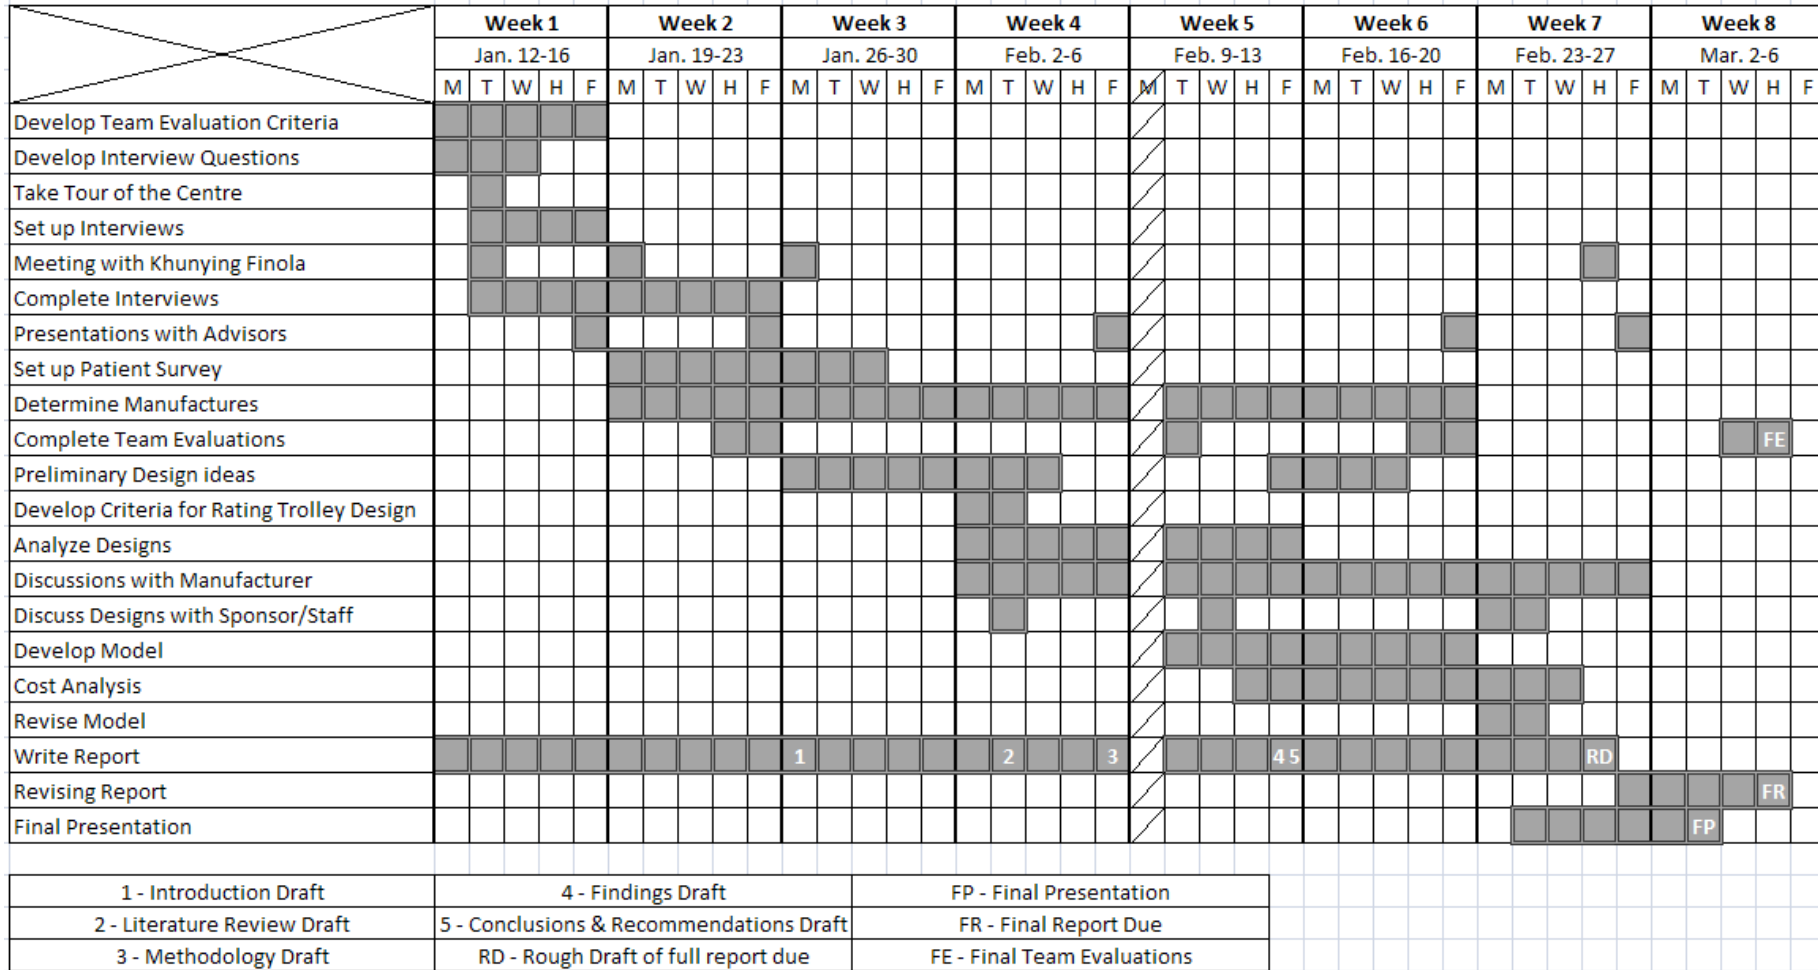 Week 1 Week 2 Week 3 Week 4 Week 5 Week 6 Week 7 Week 8
Jan. 12-16 Jan. 19-23 Jan. 26-30 Feb. 2-6 Feb. 9-13 Feb. 16-20 Feb. 23-27 Mar. 2-6
M T W H F M T W H F M T W H F M T W H F M T W H F M T W H F M T W H F M T W H F
Develop Team Evaluation Criteria
Develop Interview Questions
Take Tour of the Centre
Set up Interviews
Meeting with Khunying Finola
Complete Interviews
Presentations with Advisors
Set up Patient Survey
Determine Manufactures
Complete Team Evaluations FE
Preliminary Design ideas
Develop Criteria for Rating Trolley Design
Analyze Designs
Discussions with Manufacturer
Discuss Designs with Sponsor/Staff
Develop Model
Cost Analysis
Revise Model
Write Report 1 2 3 4 5 RD
Revising Report FR
Final Presentation FP
1 - Introduction Draft 4 - Findings Draft FP - Final Presentation
2 - Literature Review Draft 5 - Conclusions & Recommendations Draft FR - Final Report Due
3 - Methodology Draft RD - Rough Draft of full report due FE - Final Team Evaluations